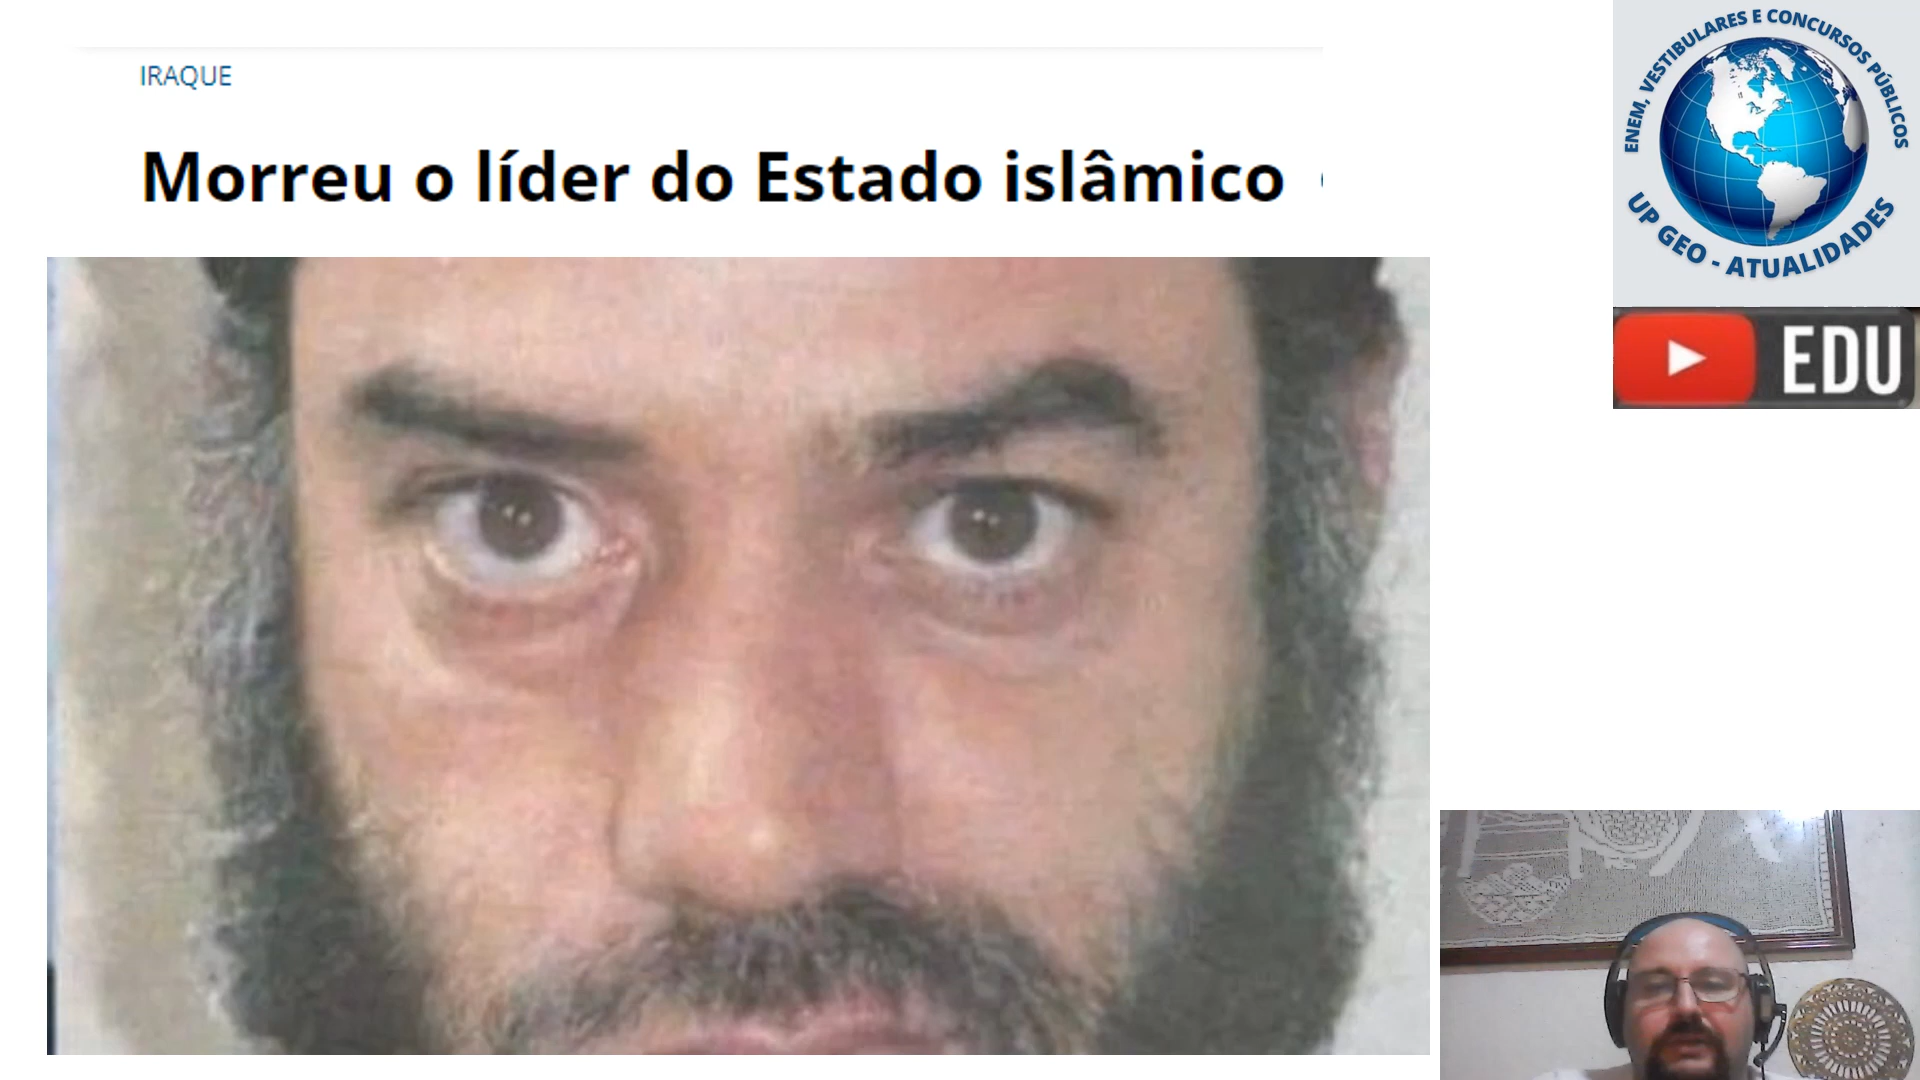 IRAQUE
Morreu o líder do Estado islâmico
ENEM, VESTIBULARES E CONCURSOS PÚBLICOS
UP GEO - ATUALIDADES
EDU